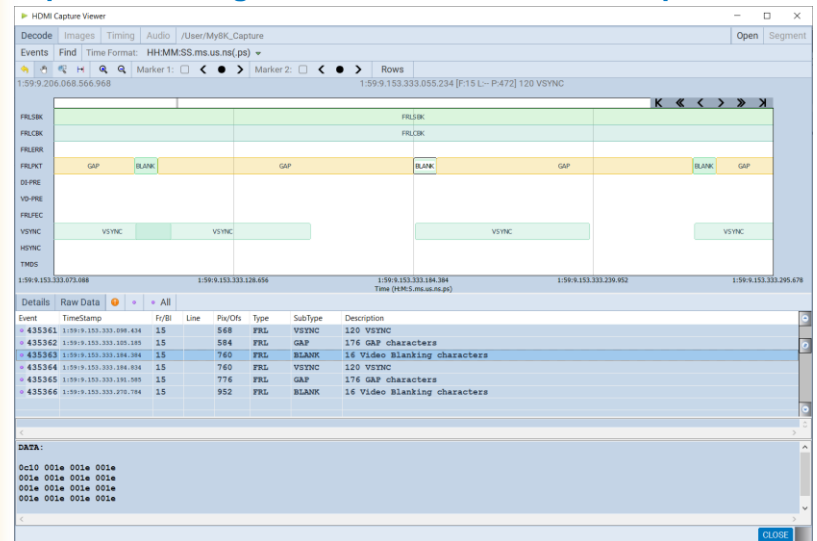 HDMI Capture Viewer
Decode Images Timing Audio /User/My8K_Capture Open Segment
Events Find Time Format: HH:MM:SS.ms.us.ns(.ps)
Marker 1: Marker 2: Rows
1:59:9.206.068.566.968 1:59:9.153.333.055.234 [F:15 L:-- P:472] 120 VSYNC
FRLSBK FRLSBK
FRLCBK FRLCBK
FRLERR
FRLPKT GAP BLANK GAP BLANK GAP BLANK GAP
DI-PRE
VD-PRE
FRLFEC
VSYNC VSYNC VSYNC VSYNC VSYNC
HSYNC
TMDS
1:59:9.153.333.073.088 1:59:9.153.333.128.656 1:59:9.153.333.184.384 1:59:9.153.333.239.952 1:59:9.153.333.295.678
Time (H:M:S.ms.us.ns.ps)
Details Raw Data All
Event TimeStamp Fr/Bl Line Pix/Ofs Type SubType Description
435361 1:59:9.153.333.098.434 15 568 FRL VSYNC 120 VSYNC
435362 1:59:9.153.333.105.185 15 584 FRL GAP 176 GAP characters
435363 1:59:9.153.333.184.384 15 760 FRL BLANK 16 Video Blanking characters
435364 1:59:9.153.333.184.834 15 760 FRL VSYNC 120 VSYNC
435365 1:59:9.153.333.191.585 15 776 FRL GAP 176 GAP characters
435366 1:59:9.153.333.270.784 15 952 FRL BLANK 16 Video Blanking characters
DATA:
0c10 001e 001e 001e
001e 001e 001e 001e
001e 001e 001e 001e
001e 001e 001e 001e
CLOSE